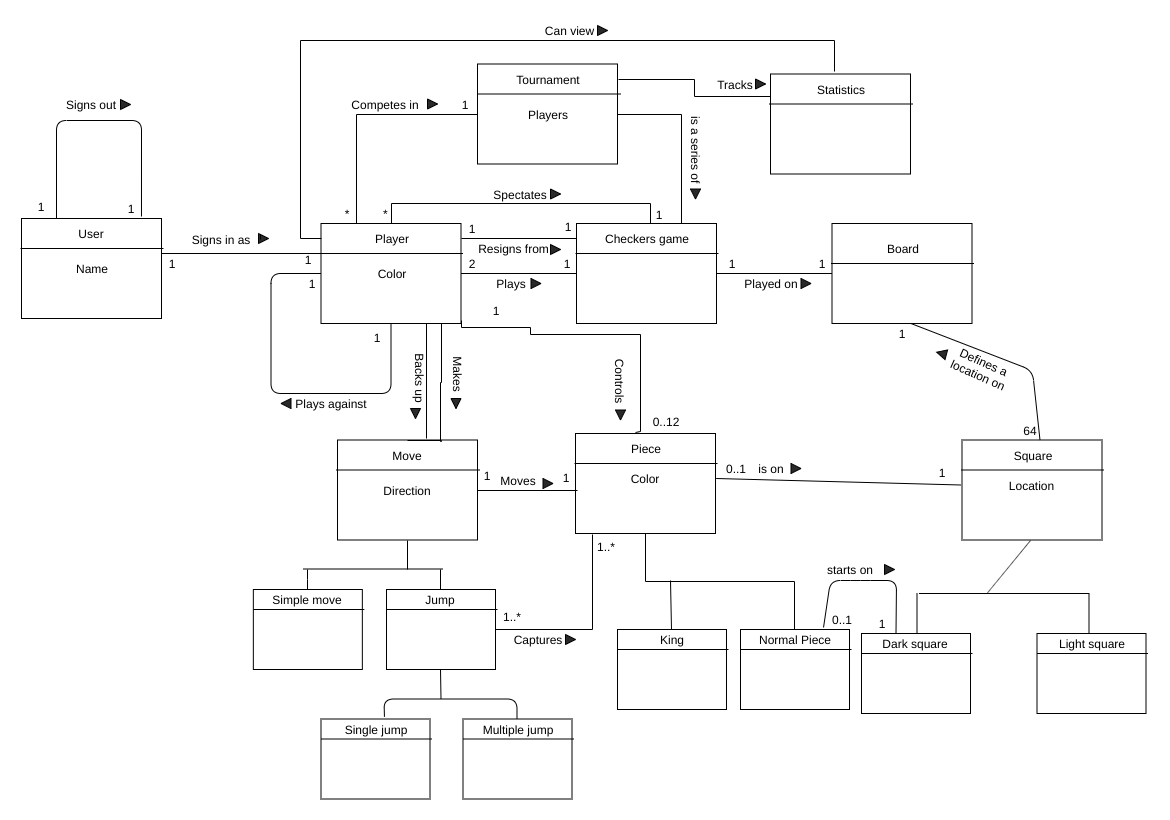 Can view
Tournament
Tracks
Statistics
Signs out
Competes in
1
Players
is a series of
1
1
*
*
Spectates
1
User
Name
Signs in as
1
1
Player
Color
1
Resigns from
1
2
Plays
1
Checkers game
1
Played on
1
Board
1
1
1
1
Defines a
location on
64
Plays against
Backs up
Makes
Controls
0..12
Move
Direction
1
Moves
1
Piece
Color
0..1
is on
1
Square
Location
1..*
starts on
Simple move
Jump
1..*
Captures
King
Normal Piece
0..1
1
Dark square
Light square
Single jump
Multiple jump